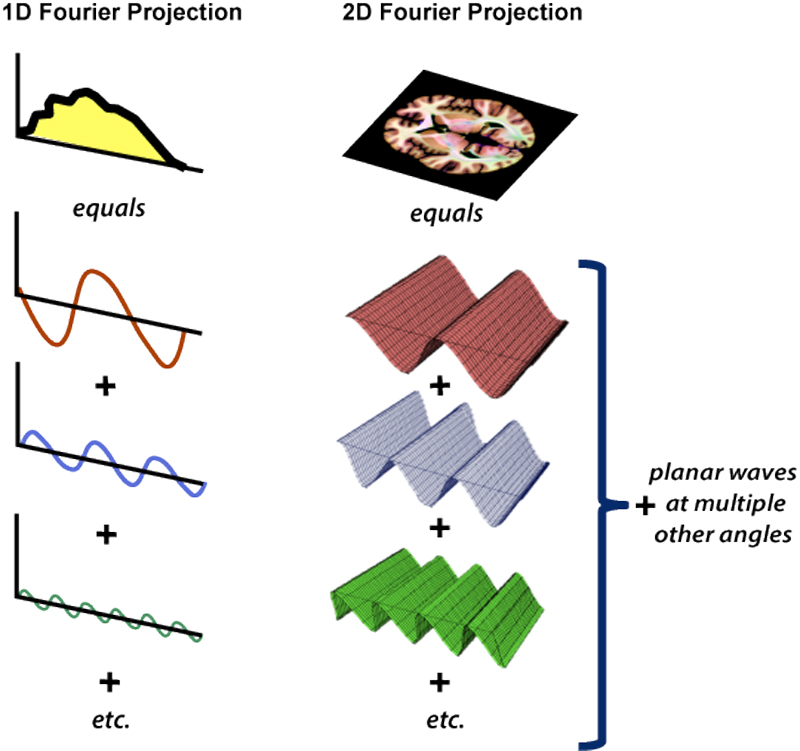 1D Fourier Projection
2D Fourier Projection
equals
equals
+
+
+
+
+
+
etc.
etc.
planar waves
+ at multiple
other angles